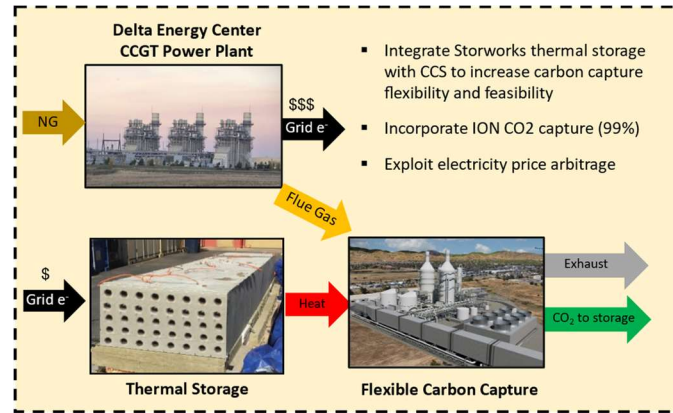 Delta Energy Center
CCGT Power Plant
NG
$$$
Grid e-
▪ Integrate Storworks thermal storage
with CCS to increase carbon capture
flexibility and feasibility
▪ Incorporate ION CO2 capture (99%)
▪ Exploit electricity price arbitrage
Flue Gas
$
Grid e-
Heat
Exhaust
CO₂ to storage
Thermal Storage
Flexible Carbon Capture